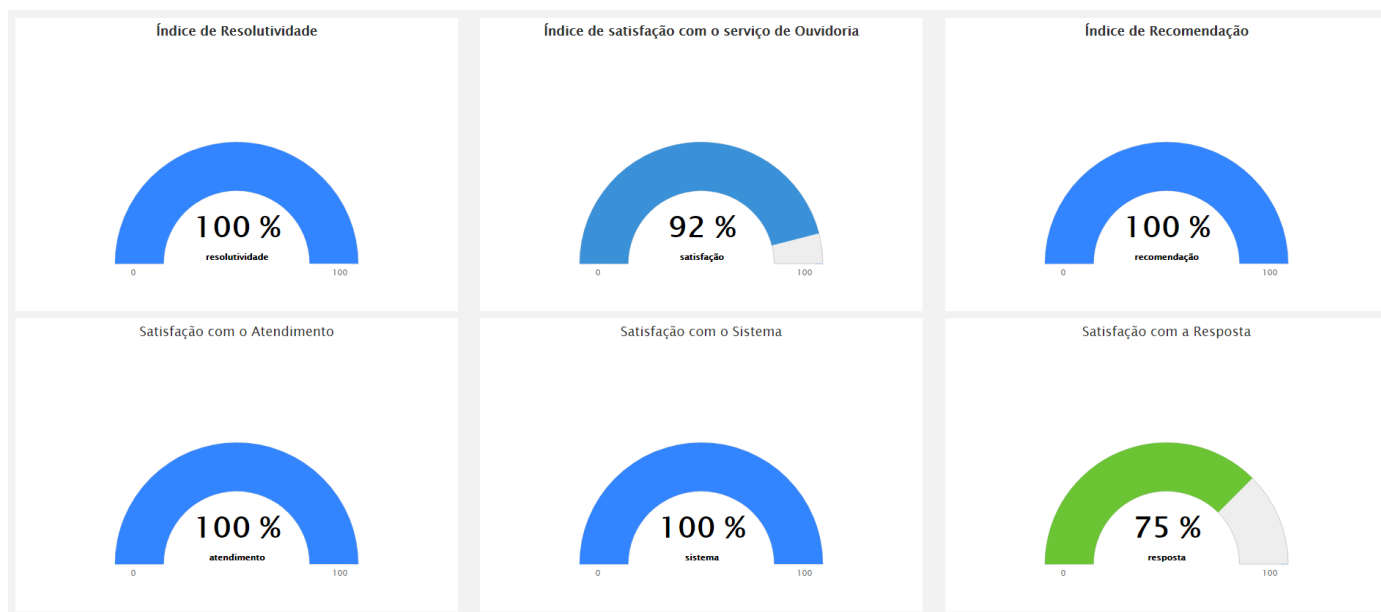 Índice de Resolutividade
100 %
resolutividade
0
100
Índice de satisfação com o serviço de Ouvidoria
92 %
satisfação
0
100
Índice de Recomendação
100 %
recomendação
0
100
Satisfação com o Atendimento
100 %
atendimento
0
100
Satisfação com o Sistema
100 %
sistema
0
100
Satisfação com a Resposta
75 %
resposta
0
100